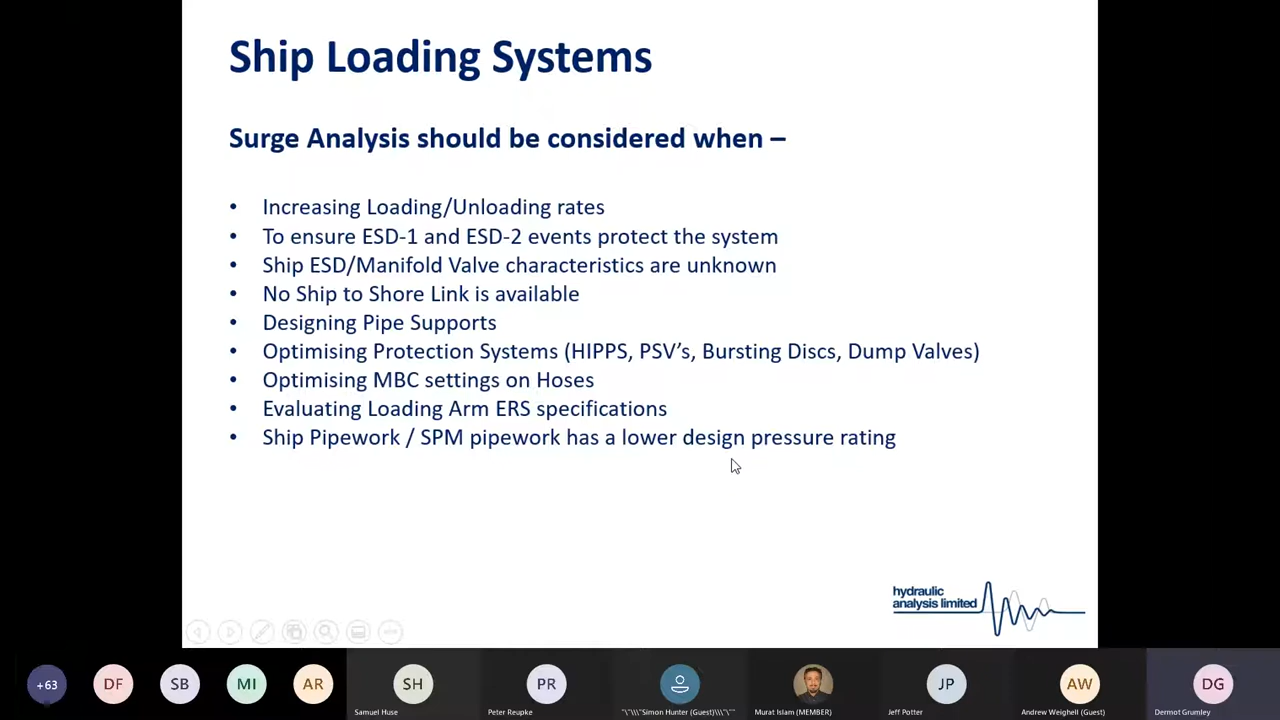 Ship Loading Systems
Surge Analysis should be considered when –
• Increasing Loading/Unloading rates
• To ensure ESD-1 and ESD-2 events protect the system
• Ship ESD/Manifold Valve characteristics are unknown
• No Ship to Shore Link is available
• Designing Pipe Supports
• Optimising Protection Systems (HIPPS, PSV’s, Bursting Discs, Dump Valves)
• Optimising MBC settings on Hoses
• Evaluating Loading Arm ERS specifications
• Ship Pipework / SPM pipework has a lower design pressure rating
hydraulic
analysis limited
+63 DF SB MI AR SH PR JP AW DG
Samuel Huse Peter Reupke "\"\\\"Simon Hunter (Guest)\\\"\"" Murat Islam (MEMBER) Jeff Potter Andrew Weighell (Guest) Dermot Grumley